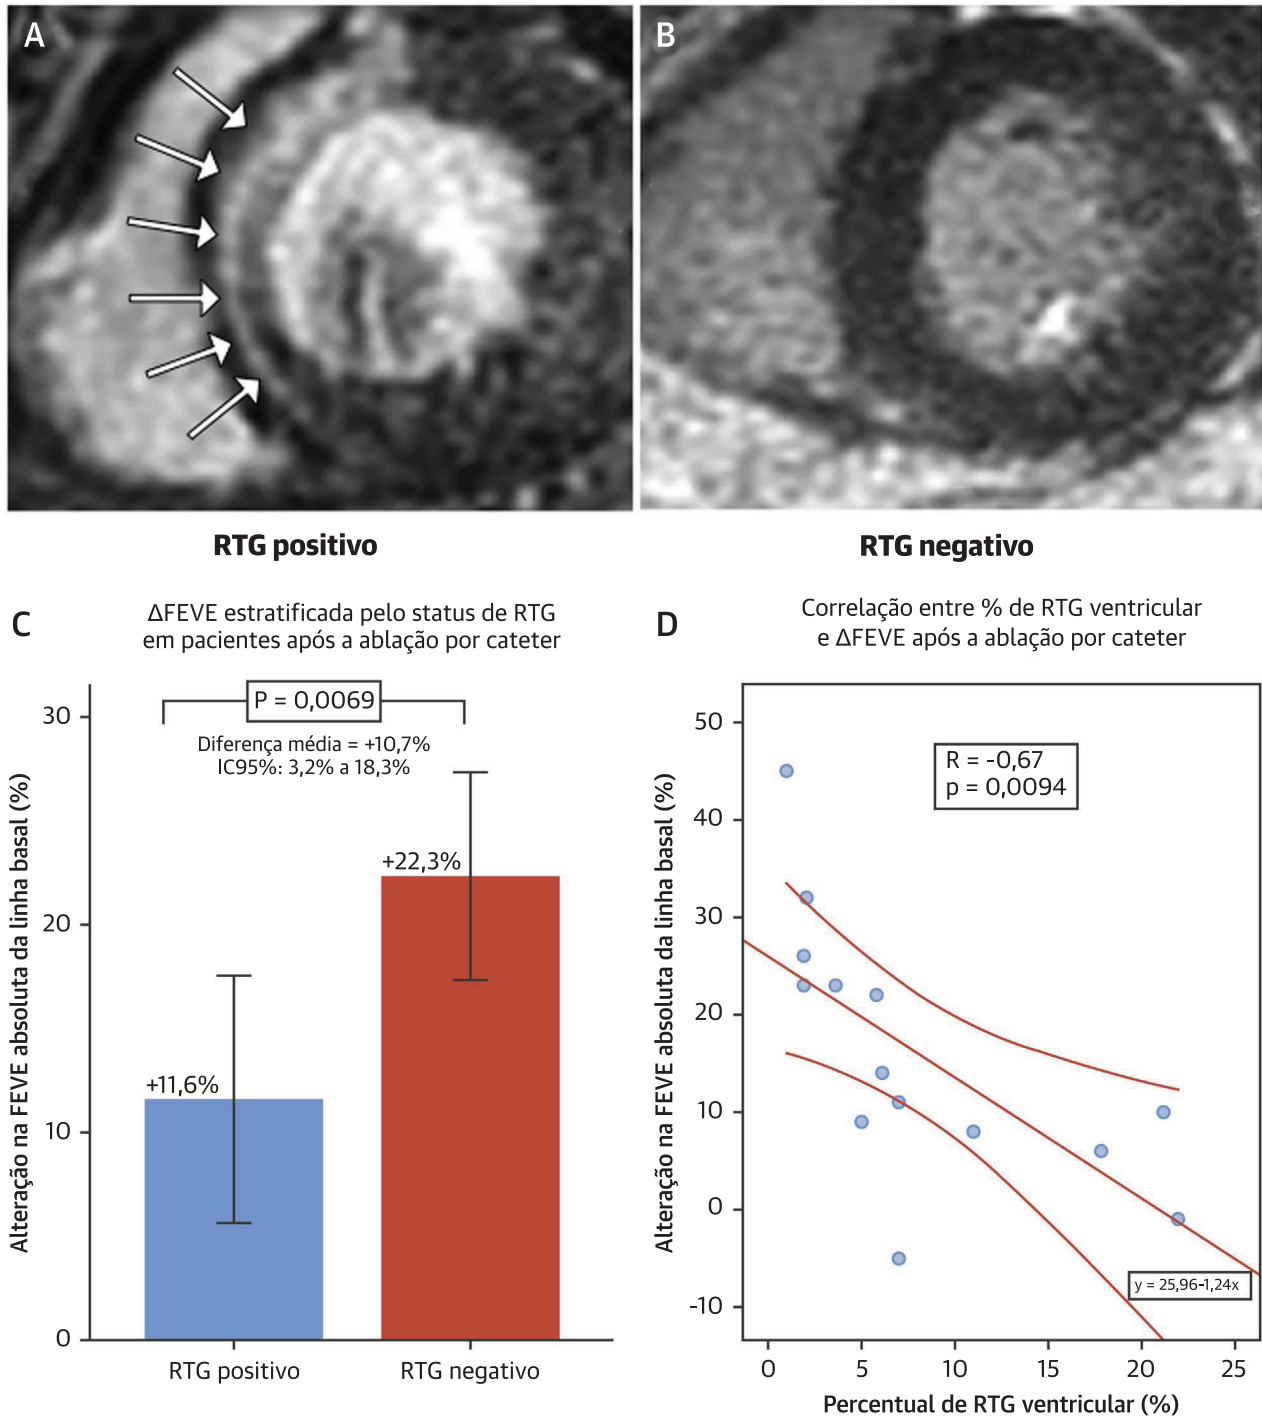 A
B
RTG positivo
RTG negativo
C
ΔFEVE estratificada pelo status de RTG
em pacientes após a ablação por cateter
P = 0,0069
Diferença média = +10,7%
IC95%: 3,2% a 18,3%
+22,3%
+11,6%
Alteração na FEVE absoluta da linha basal (%)
30
20
10
0
RTG positivo
RTG negativo
D
Correlação entre % de RTG ventricular
e ΔFEVE após a ablação por cateter
R = -0,67
p = 0,0094
Alteração na FEVE absoluta da linha basal (%)
50
40
30
20
10
0
-10
y = 25,96-1,24x
0 5 10 15 20 25
Percentual de RTG ventricular (%)